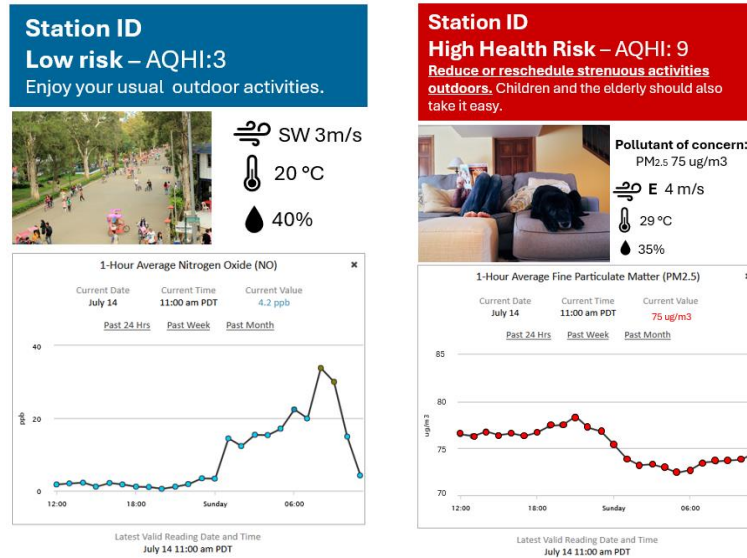 Station ID
Low risk – AQHI:3
Enjoy your usual outdoor activities.
SW 3m/s
20 °C
40%
1-Hour Average Nitrogen Oxide (NO)
Current Date
Current Time
Current Value
July 14
11:00 am PDT
4.2 ppb
Past 24 Hrs
Past Week
Past Month
40
20
0
ppb
12:00
18:00
Sunday
06:00
Latest Valid Reading Date and Time
July 14 11:00 am PDT
Station ID
High Health Risk – AQHI: 9
Reduce or reschedule strenuous activities
outdoors. Children and the elderly should also
take it easy.
Pollutant of concern:
PM2.5 75 ug/m3
E 4 m/s
29 °C
35%
1-Hour Average Fine Particulate Matter (PM2.5)
Current Date
Current Time
Current Value
July 14
11:00 am PDT
75 ug/m3
Past 24 Hrs
Past Week
Past Month
85
80
75
70
ug/m3
12:00
18:00
Sunday
06:00
Latest Valid Reading Date and Time
July 14 11:00 am PDT